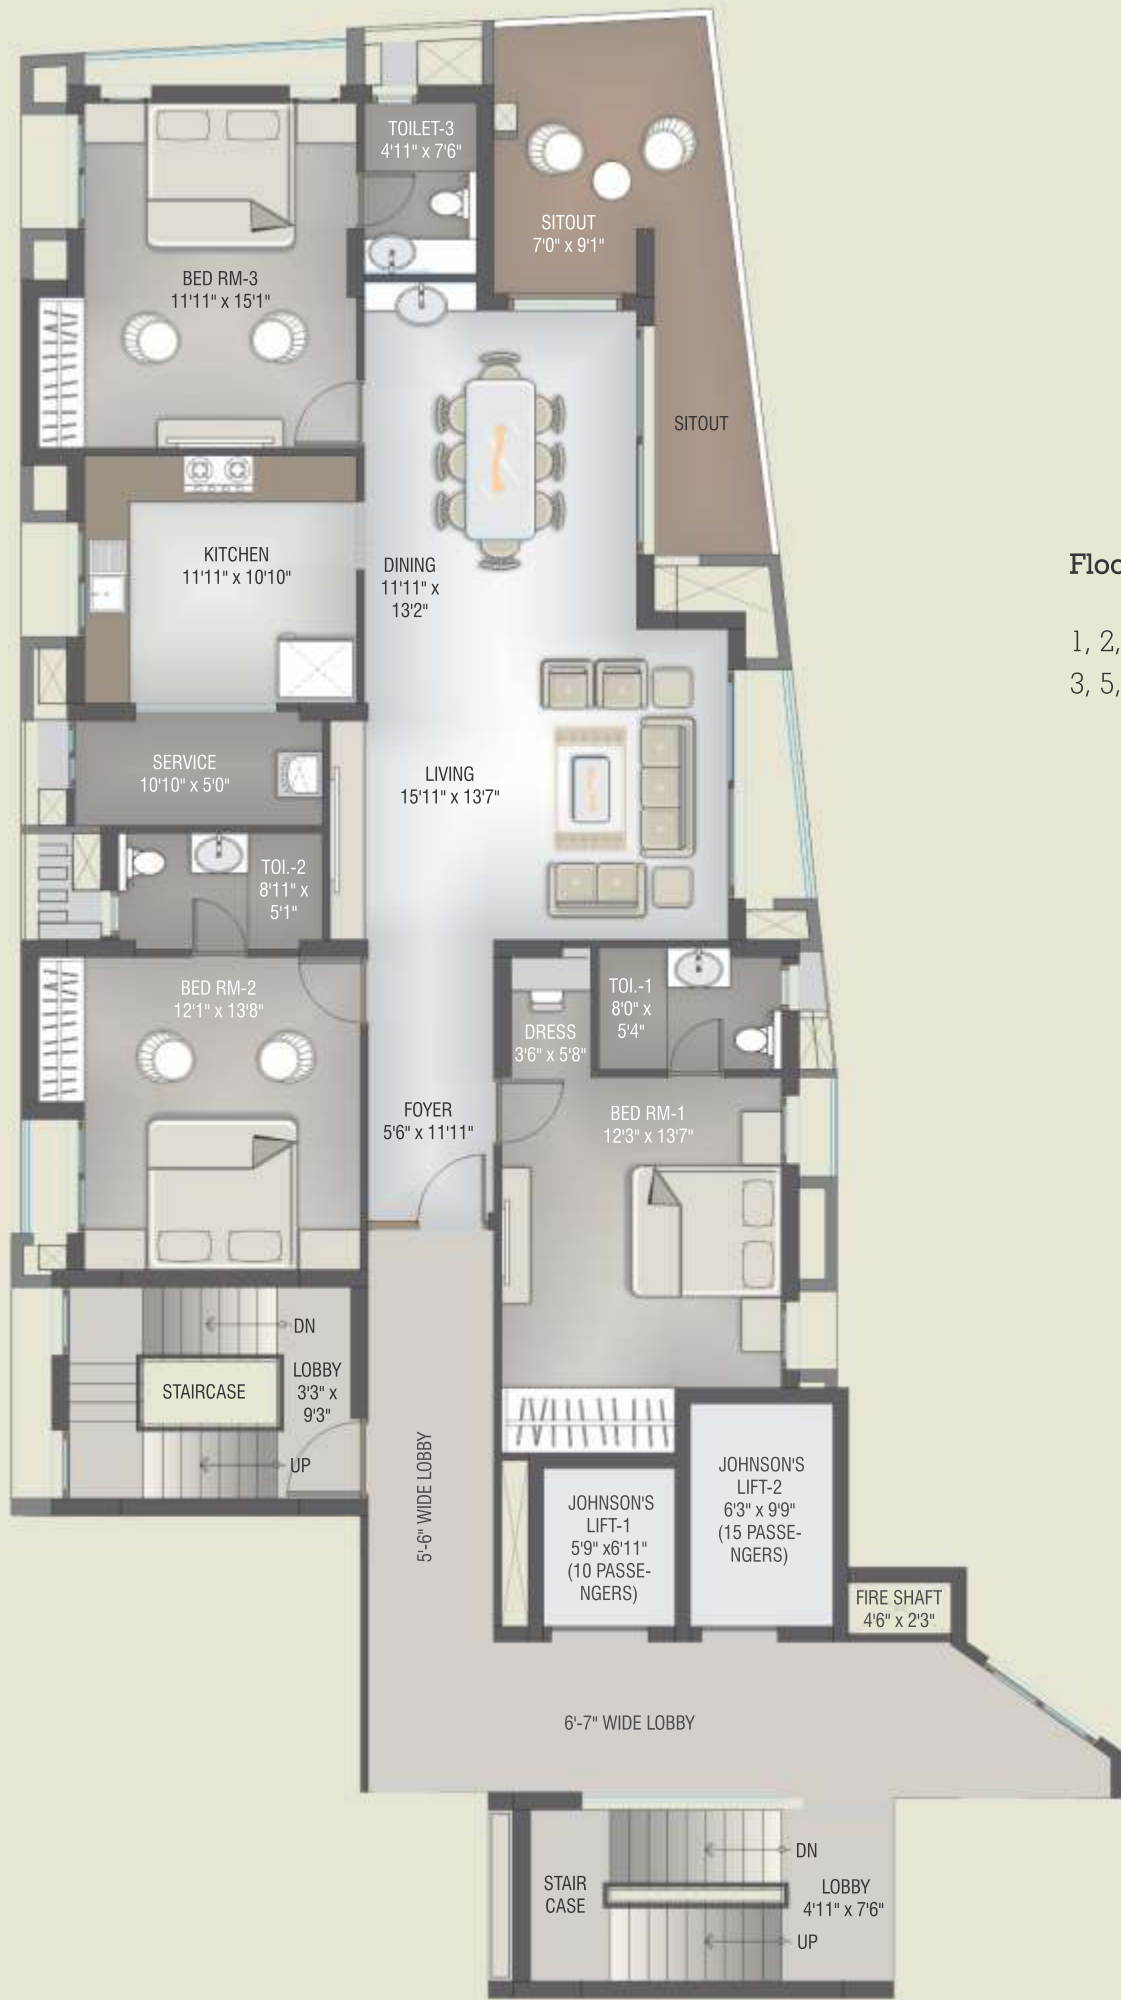 TOILET-3
4'11" x 7'6"
SITOUT
7'0" x 9'1"
BED RM-3
11'11" x 15'1"
SITOUT
KITCHEN
11'11" x 10'10"
DINING
11'11" x
13'2"
Floo
1, 2,
3, 5,
SERVICE
10'10" x 5'0"
LIVING
15'11" x 13'7"
TOI.-2
8'11" x
5'1"
BED RM-2
12'1" x 13'8"
TOI.-1
8'0" x
5'4"
DRESS
3'6" x 5'8"
FOYER
5'6" x 11'11"
BED RM-1
12'3" x 13'7"
DN
STAIRCASE
LOBBY
3'3" x
9'3"
UP
5'-6" WIDE LOBBY
JOHNSON'S
LIFT-1
5'9" x6'11"
(10 PASSE-
NGERS)
JOHNSON'S
LIFT-2
6'3" x 9'9"
(15 PASSE-
NGERS)
FIRE SHAFT
4'6" x 2'3"
6'-7" WIDE LOBBY
DN
STAIR
CASE
LOBBY
4'11" x 7'6"
UP